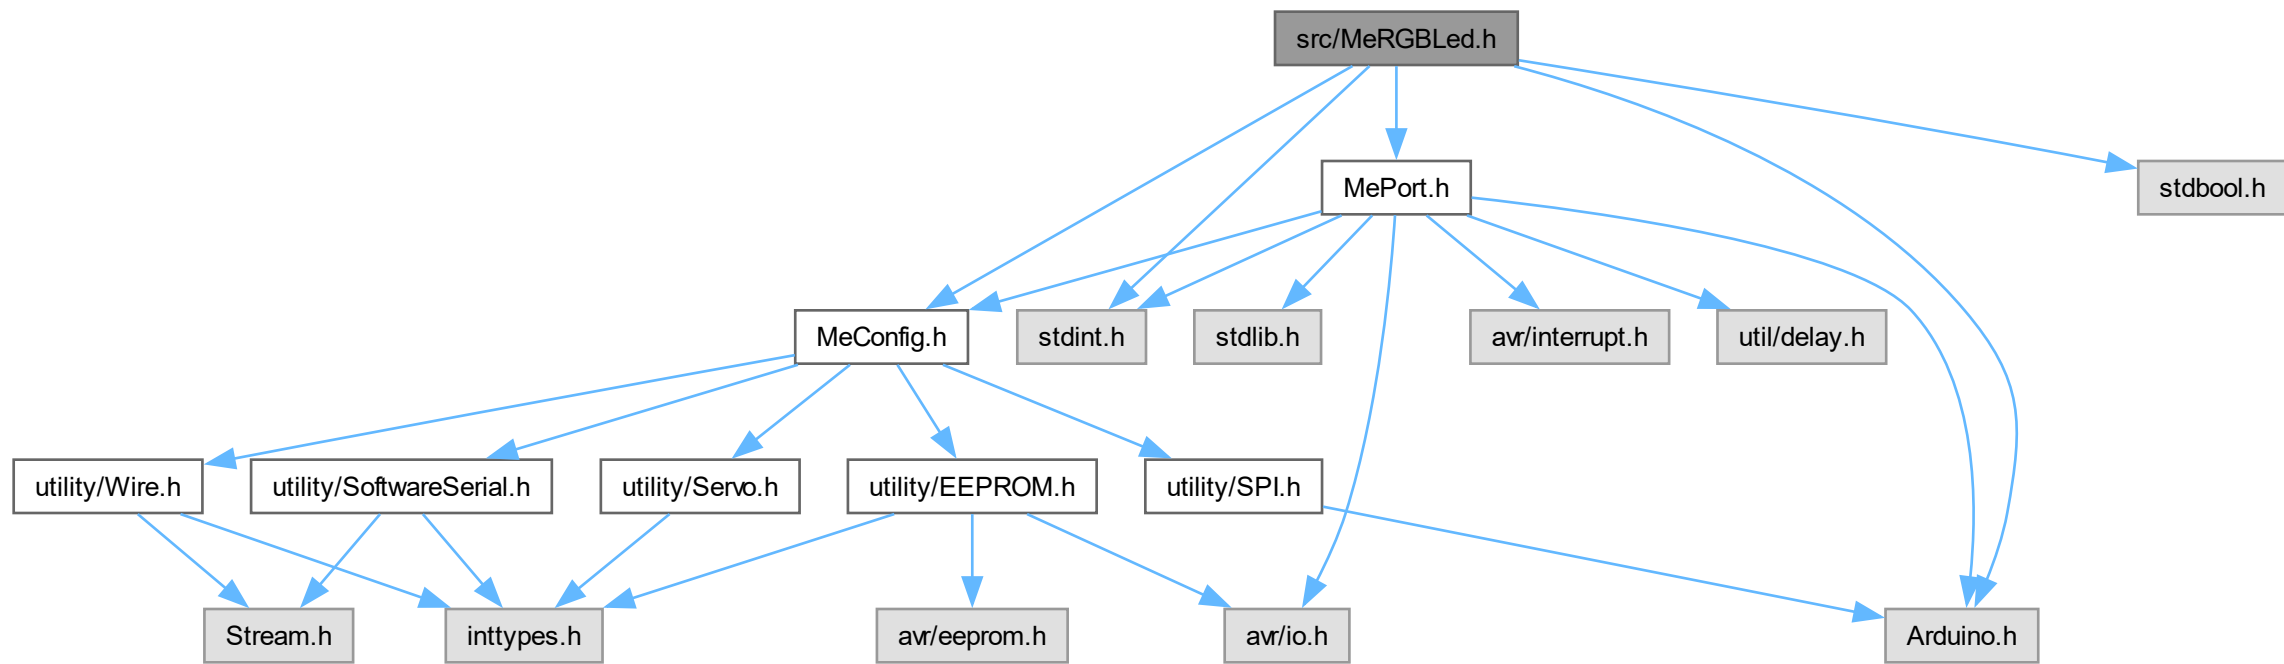 src/MeRGBLed.h
MePort.h
stdbool.h
MeConfig.h
stdint.h
stdlib.h
avr/interrupt.h
util/delay.h
utility/Wire.h
utility/SoftwareSerial.h
utility/Servo.h
utility/EEPROM.h
utility/SPI.h
Stream.h
inttypes.h
avr/eeprom.h
avr/io.h
Arduino.h